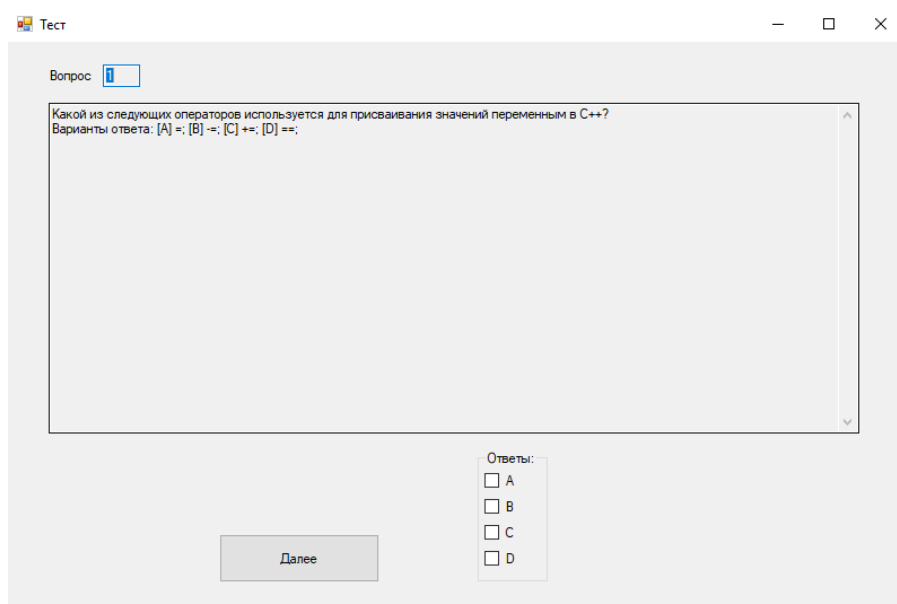 Тест
Вопрос 1
Какой из следующих операторов используется для присваивания значений переменным в C++?
Варианты ответа: [A] =; [B] -=; [C] +=; [D] ==;
Ответы:
A
B
C
D
Далее